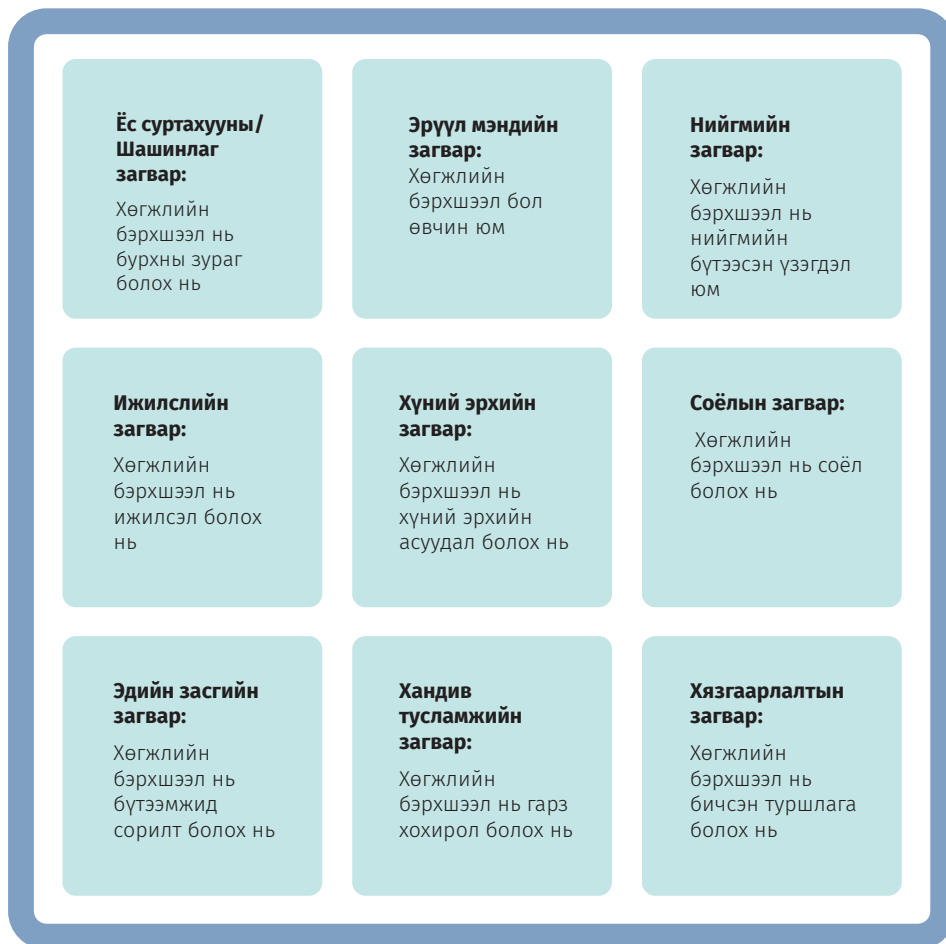 Ёс суртахууны/
Шашинлаг
загвар:
Хөгжлийн
бэрхшээл нь
бурхны зураг
болох нь
Эрүүл мэндийн
загвар:
Хөгжлийн
бэрхшээл бол
өвчин юм
Нийгмийн
загвар:
Хөгжлийн
бэрхшээл нь
нийгмийн
бүтээсэн үзэгдэл
юм
Ижилслийн
загвар:
Хөгжлийн
бэрхшээл нь
ижилсэл болох
нь
Хүний эрхийн
загвар:
Хөгжлийн
бэрхшээл нь
хүний эрхийн
асуудал болох нь
Соёлын загвар:
Хөгжлийн
бэрхшээл нь соёл
болох нь
Эдийн засгийн
загвар:
Хөгжлийн
бэрхшээл нь
бүтээмжид
сорилт болох нь
Хандив
тусламжийн
загвар:
Хөгжлийн
бэрхшээл нь гарз
хохирол болох нь
Хязгаарлалтын
загвар:
Хөгжлийн
бэрхшээл нь
бичсэн туршлага
болох нь